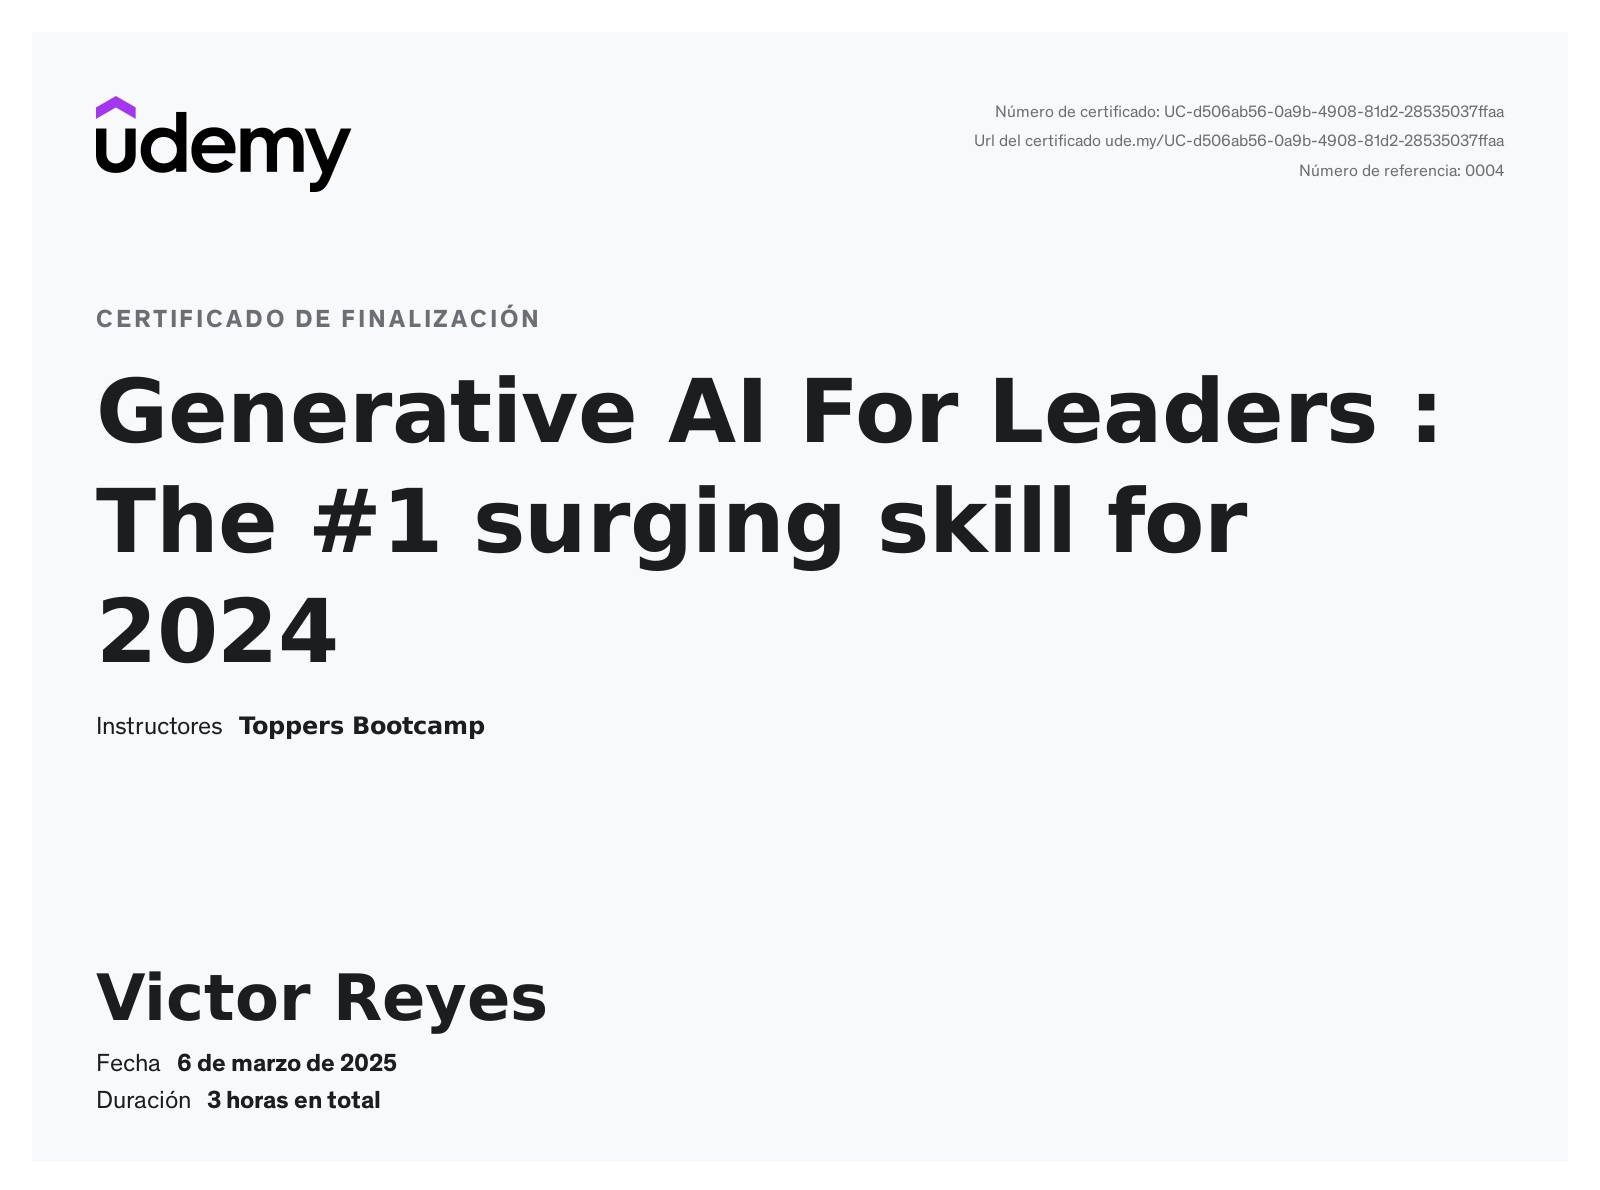 udemy
Número de certificado: UC-d506ab56-0a9b-4908-81d2-28535037ffaa
Url del certificado ude.my/UC-d506ab56-0a9b-4908-81d2-28535037ffaa
Número de referencia: 0004
CERTIFICADO DE FINALIZACIÓN
Generative AI For Leaders :
The #1 surging skill for
2024
Instructores Toppers Bootcamp
Victor Reyes
Fecha 6 de marzo de 2025
Duración 3 horas en total